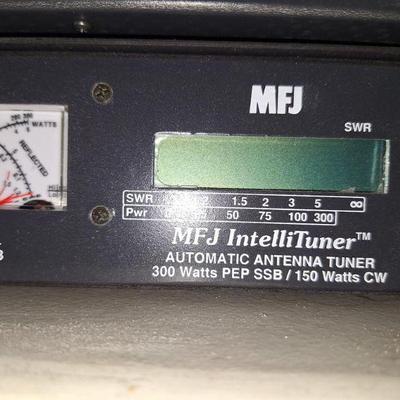 MFJ
SWR
WATTS
REFLECTED
SWR 1.5 2 3 5 ∞
Pwr 50 75 100 300
MFJ IntelliTuner™
AUTOMATIC ANTENNA TUNER
300 Watts PEP SSB / 150 Watts CW